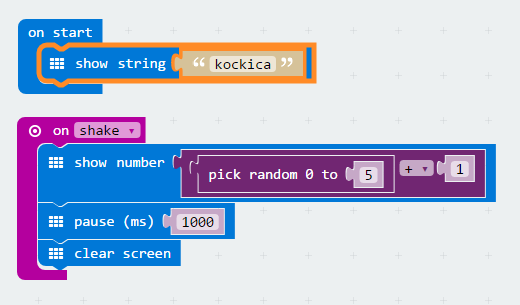 on start
show string “ kockica ”
on shake
show number pick random 0 to 5 + 1
pause (ms) 1000
clear screen